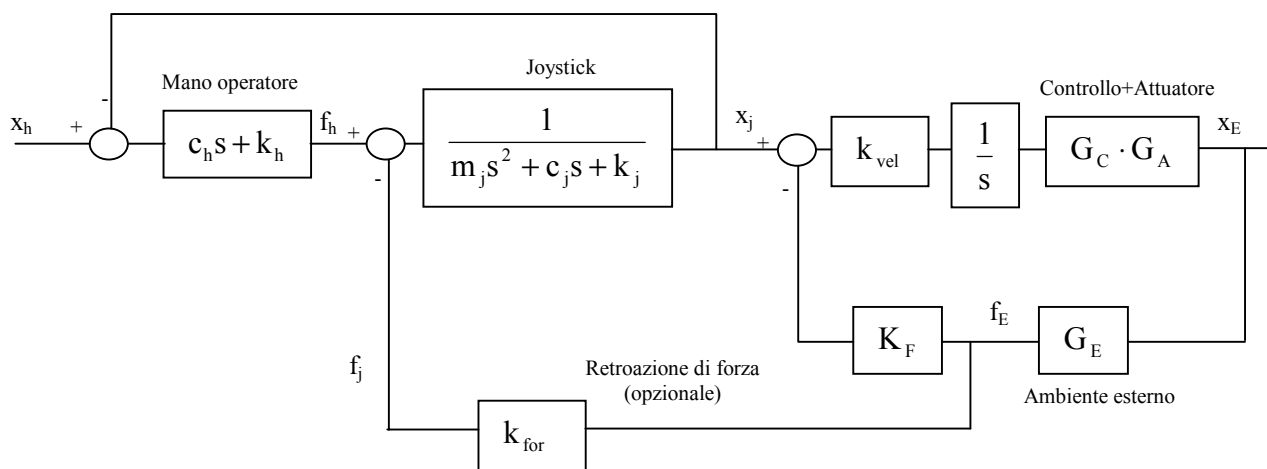 Joystick
Mano operatore
Controllo+Attuatore
-
x_h
+
c_h s + k_h
f_h
+
-
1
m_j s² + c_j s + k_j
x_j
+
-
k_vel
1
s
G_C · G_A
x_E
K_F
f_E
G_E
Ambiente esterno
f_j
Retroazione di forza
(opzionale)
k_for